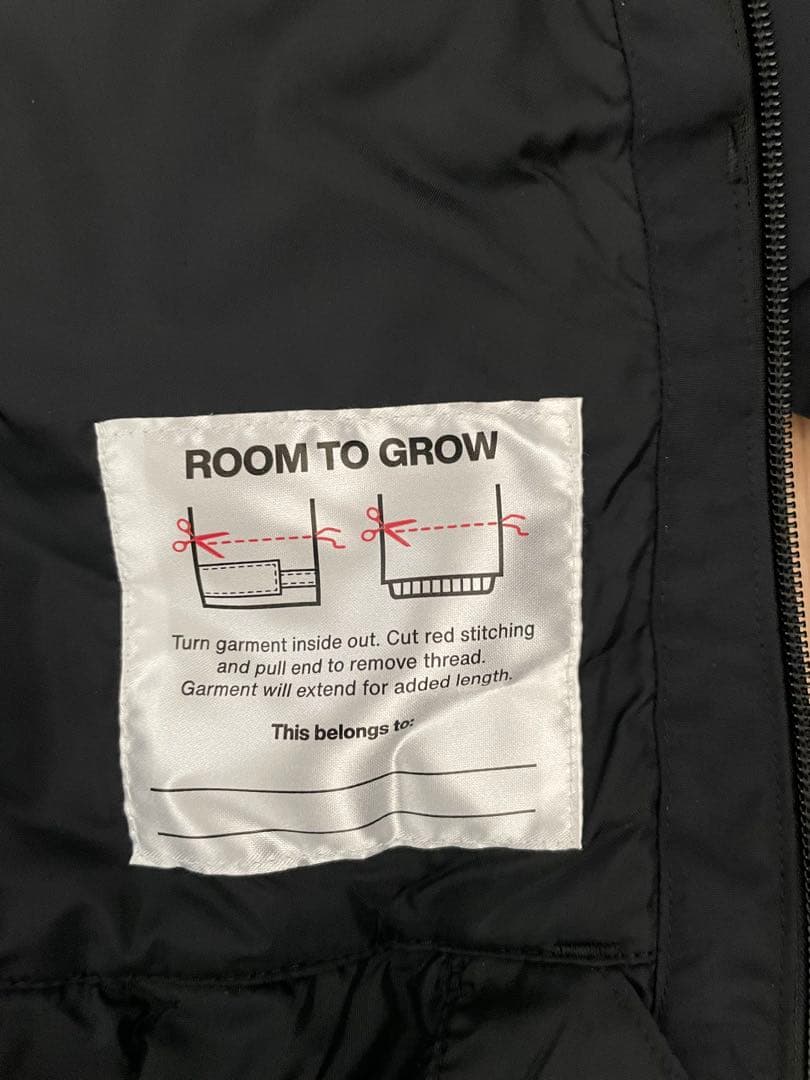 ROOM TO GROW
Turn garment inside out. Cut red stitching
and pull end to remove thread.
Garment will extend for added length.
This belongs to: